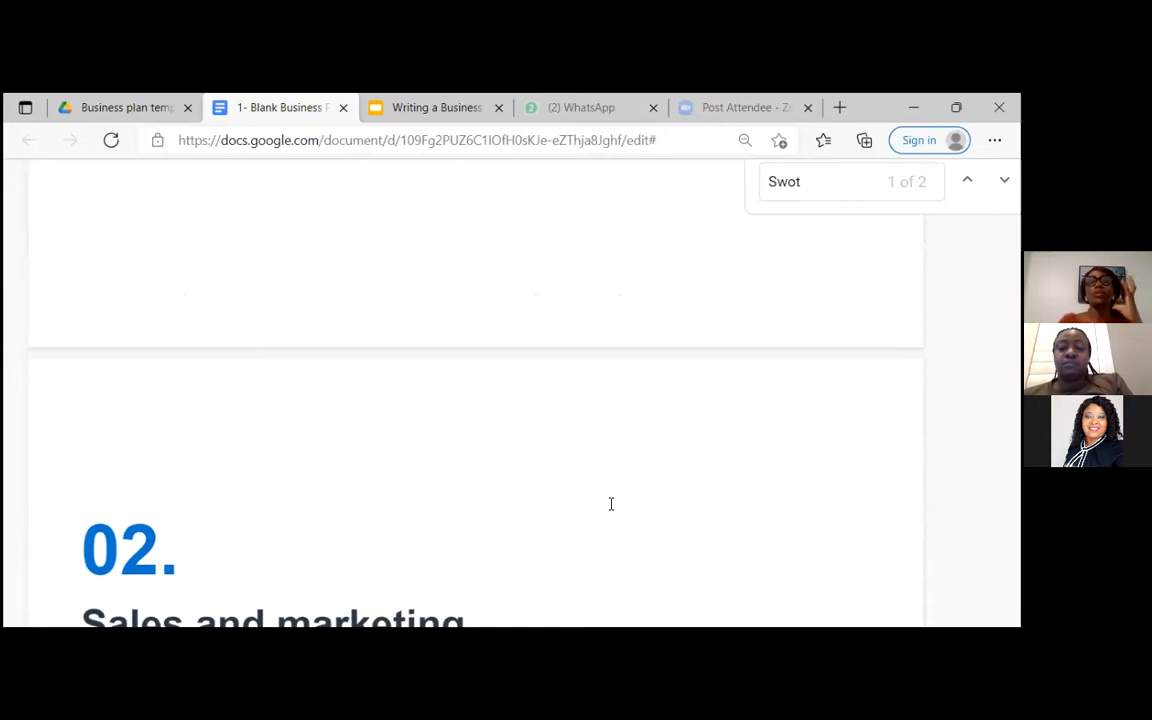 Business plan temp
1- Blank Business P
Writing a Business
(2) WhatsApp
Post Attendee - Z
https://docs.google.com/document/d/109Fg2PUZ6C1lOfH0sKJe-eZThja8Jghf/edit#
Sign in
Swot 1 of 2
02.
Sales and marketing